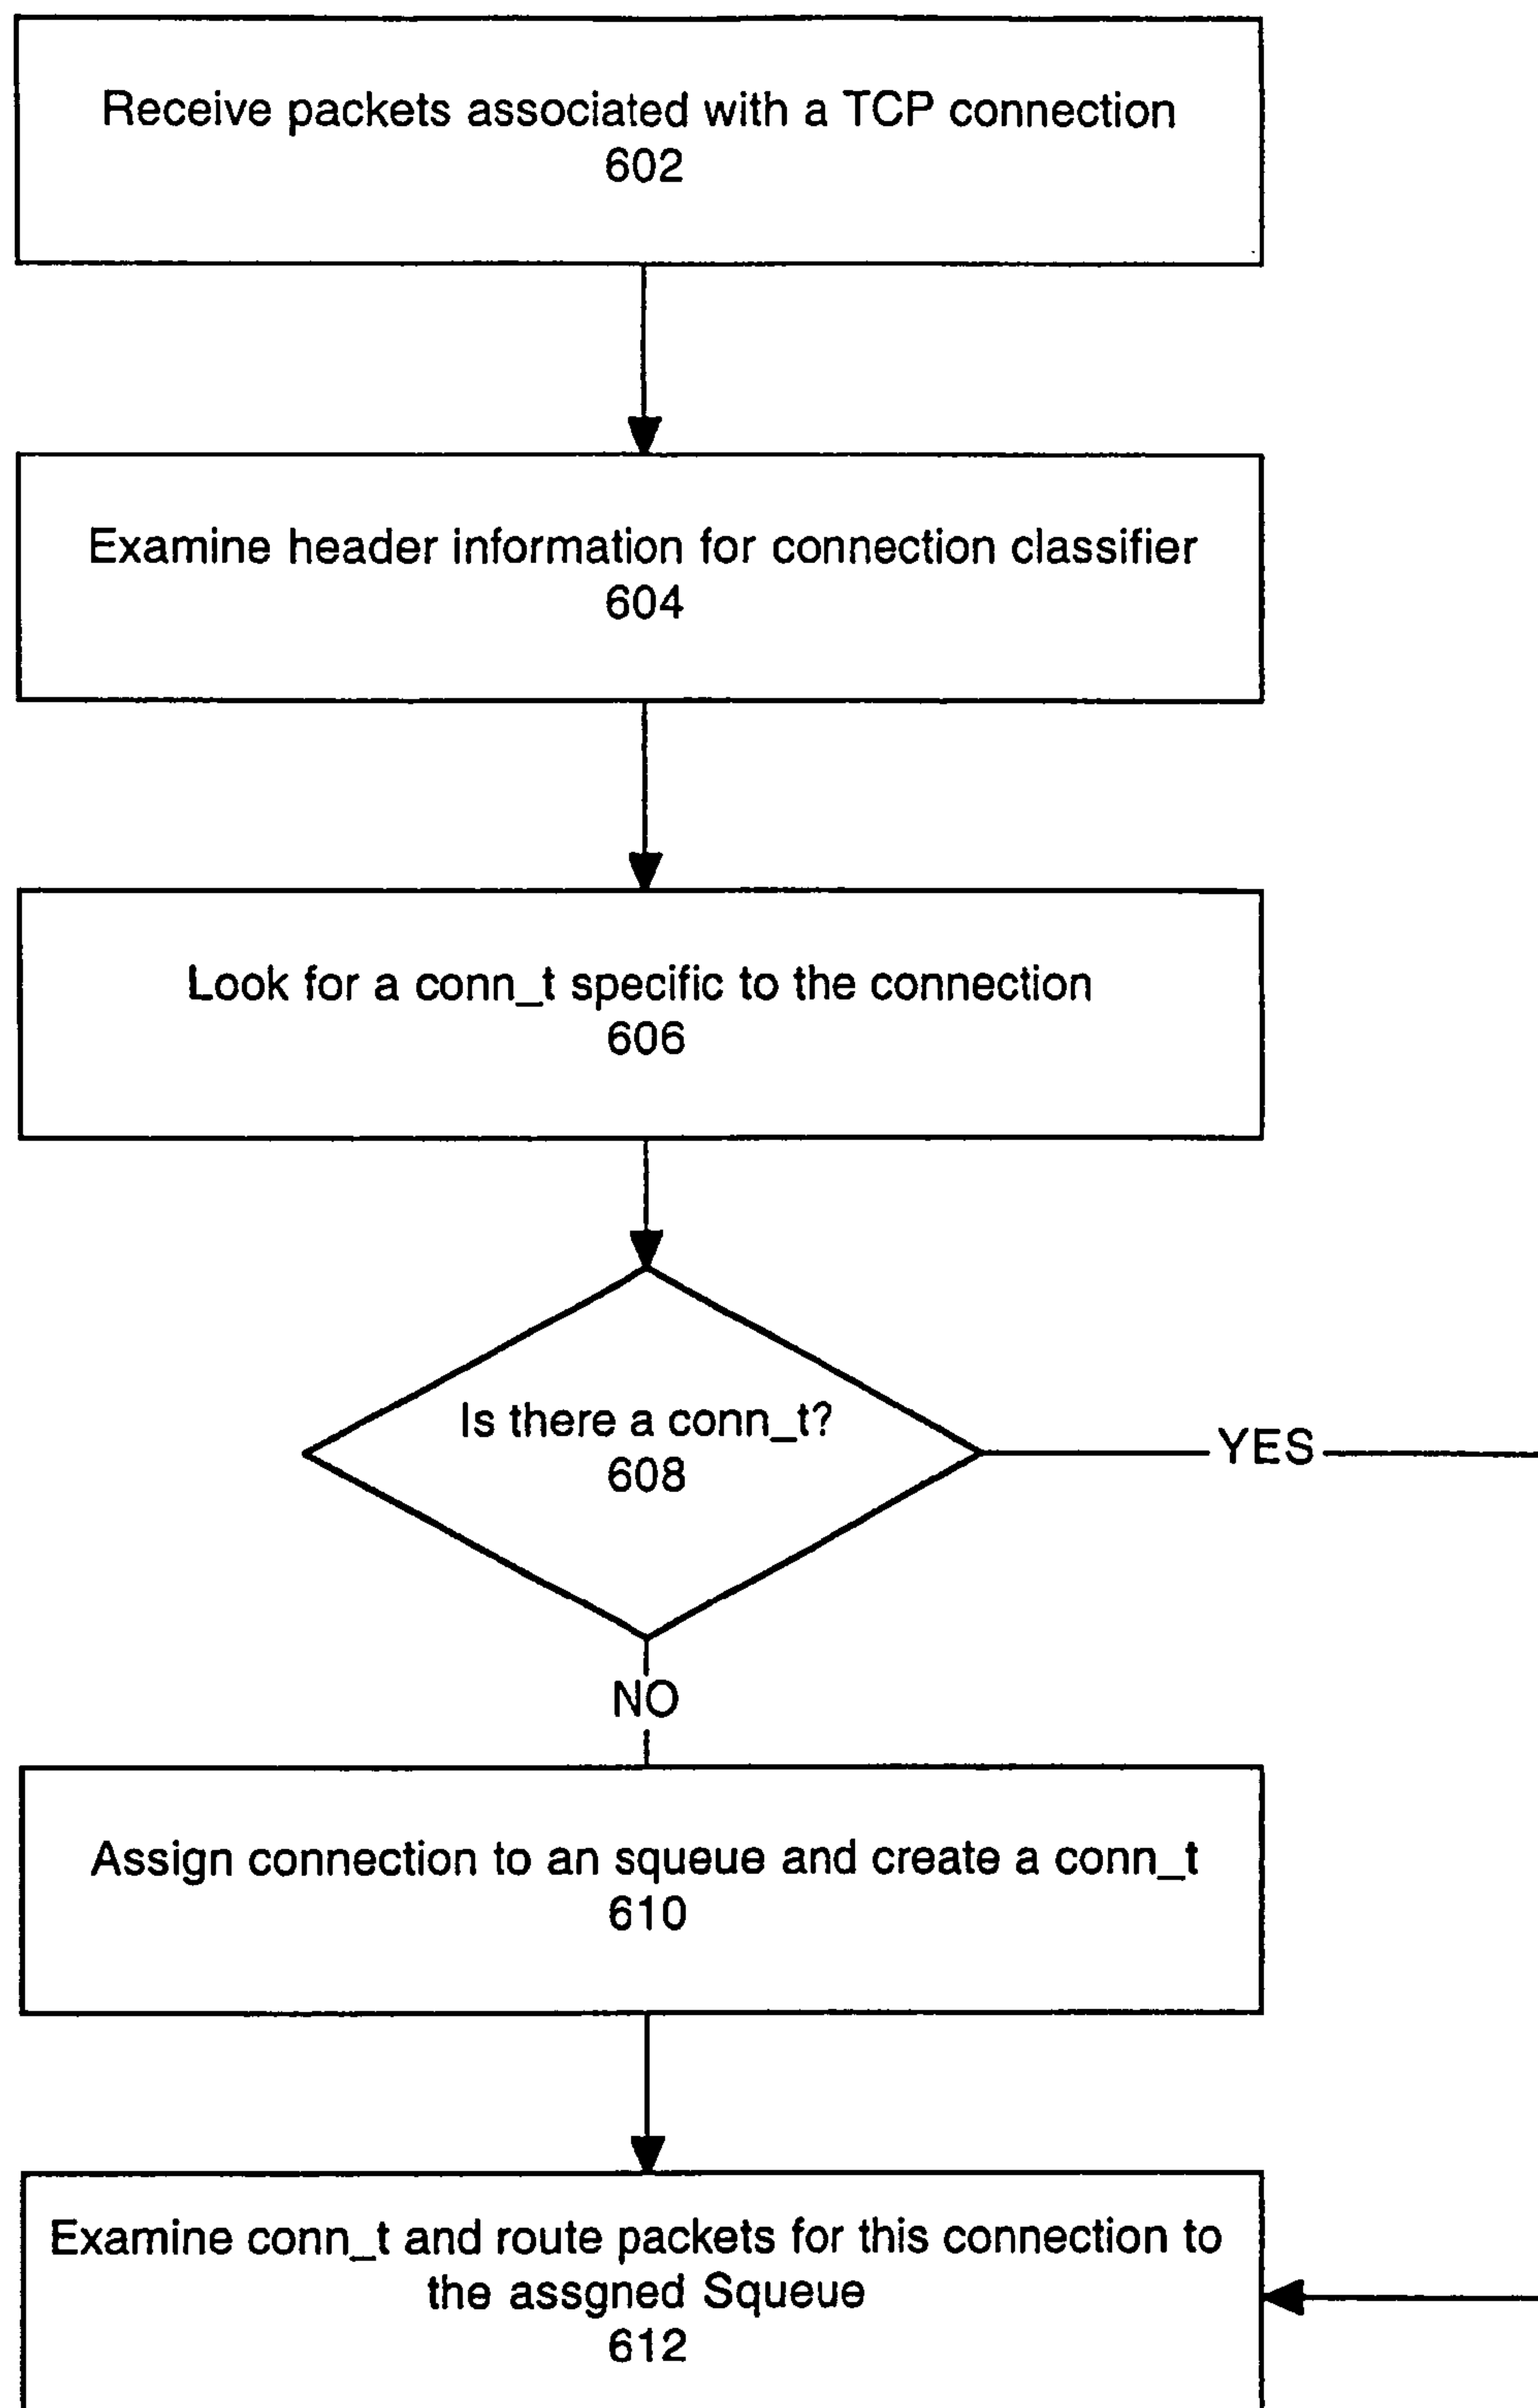 Receive packets associated with a TCP connection
602
Examine header information for connection classifier
604
Look for a conn_t specific to the connection
606
Is there a conn_t?
608
YES
NO
Assign connection to an squeue and create a conn_t
610
Examine conn_t and route packets for this connection to
the assgned Squeue
612